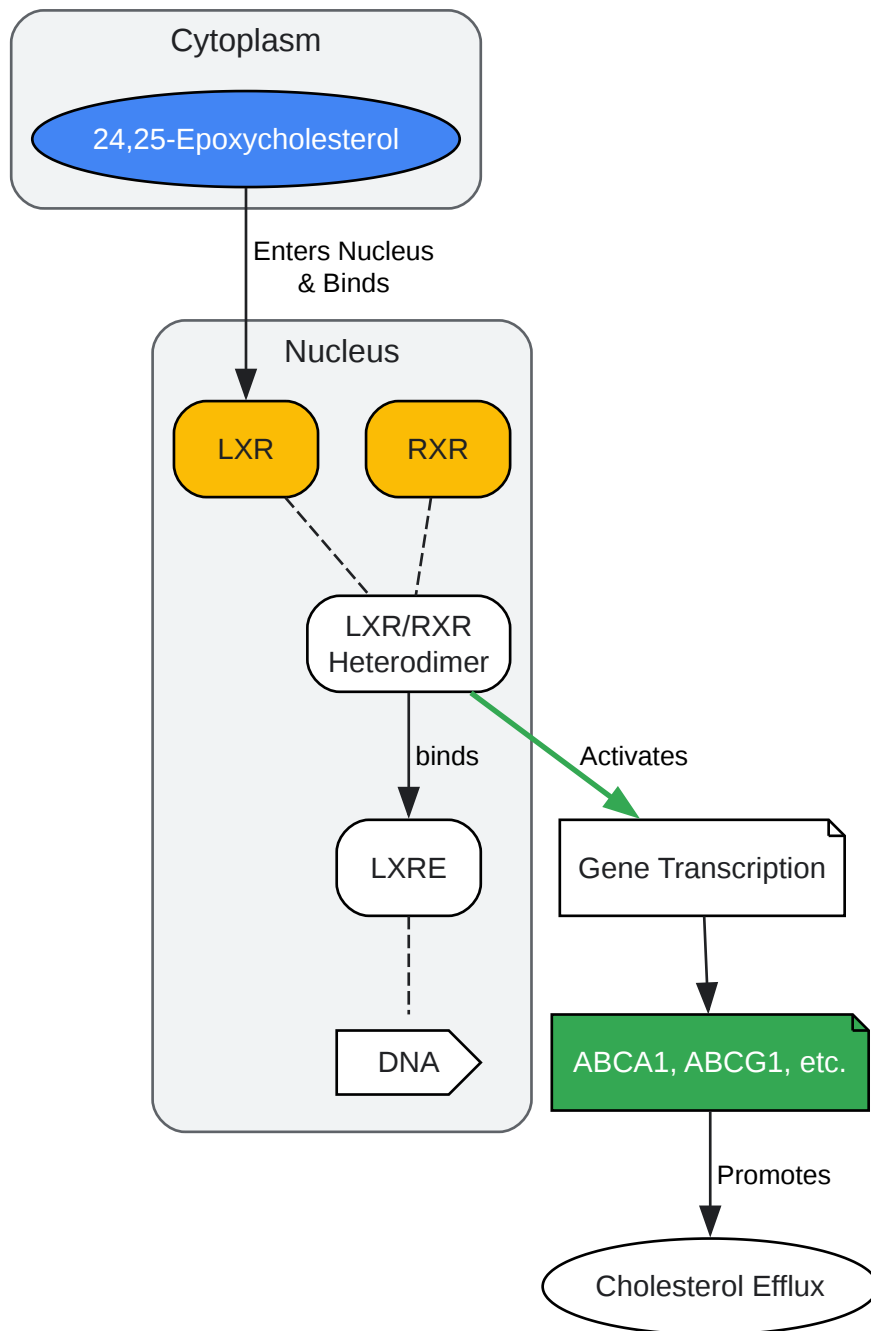 Cytoplasm
24,25-Epoxycholesterol
Enters Nucleus
& Binds
Nucleus
LXR
RXR
LXR/RXR
Heterodimer
binds
Activates
LXRE
Gene Transcription
DNA
ABCA1, ABCG1, etc.
Promotes
Cholesterol Efflux